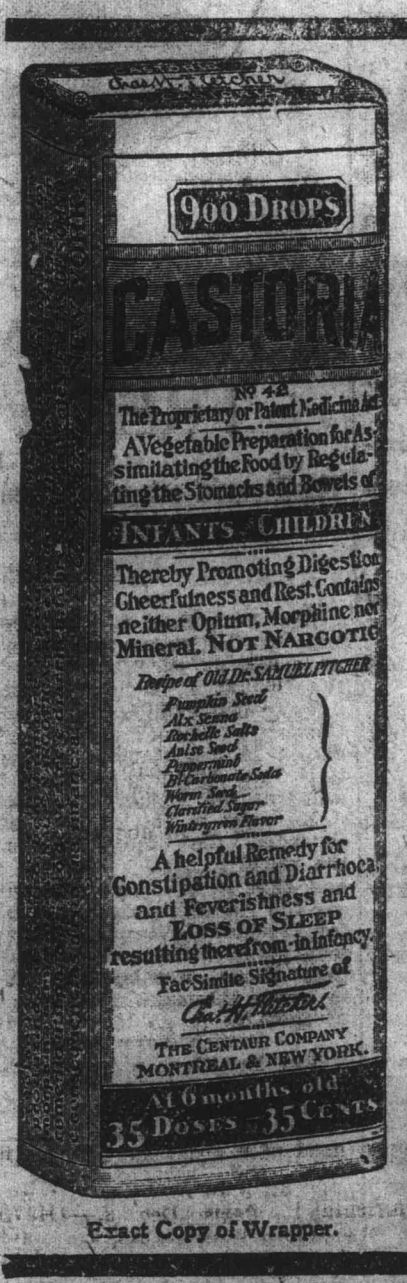 Chas. H. Fletcher
900 DROPS
CASTORIA
No 42
The Proprietary or Patent Medicine Act
A Vegetable Preparation for As-
similating the Food by Regula-
ting the Stomachs and Bowels of
INFANTS CHILDREN
Thereby Promoting Digestion
Cheerfulness and Rest. Contains
neither Opium, Morphine nor
Mineral. NOT NARCOTIC
Recipe of Old Dr. SAMUEL PITCHER
Pumpkin Seed
Alx Senna
Rochelle Salts
Anise Seed
Peppermint
Bi-Carbonate Soda
Worm Seed
Clarified Sugar
Wintergreen Flavor
A helpful Remedy for
Constipation and Diarrhoea
and Feverishness and
LOSS OF SLEEP
resulting therefrom-in Infancy.
Fac-Simile Signature of
Chas. H. Fletcher.
THE CENTAUR COMPANY
MONTREAL & NEW YORK.
At 6 months old
35 DOSES - 35 CENTS
Exact Copy of Wrapper.